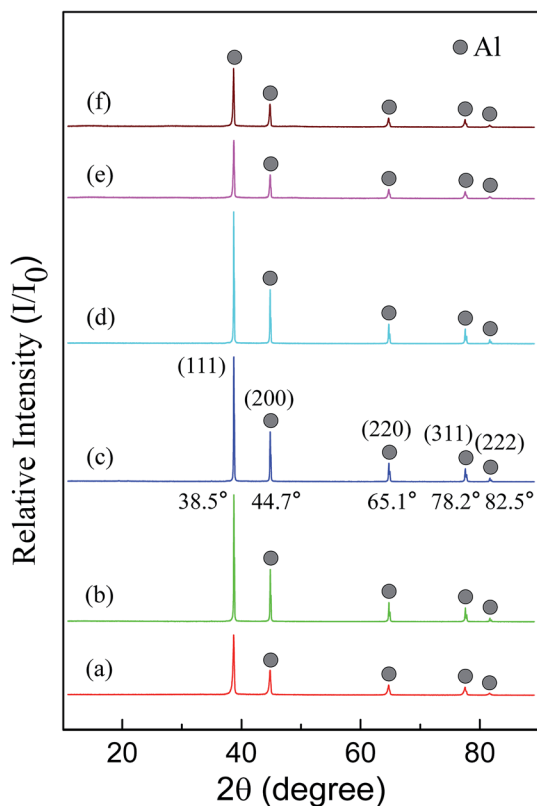 Al
(f)
(e)
(d)
(111)
(200)
(220)
(311)
(222)
(c)
38.5°
44.7°
65.1°
78.2°
82.5°
(b)
(a)
20
40
60
80
2θ (degree)
Relative Intensity (I/I₀)